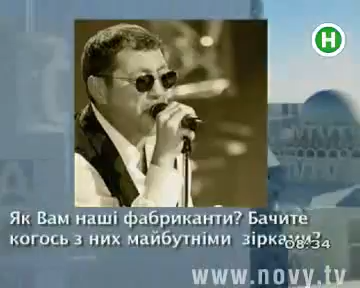 H
Як Вам наші фабриканти? Бачите
когось з них майбутніми зірками?
08:34
www.novy.tv